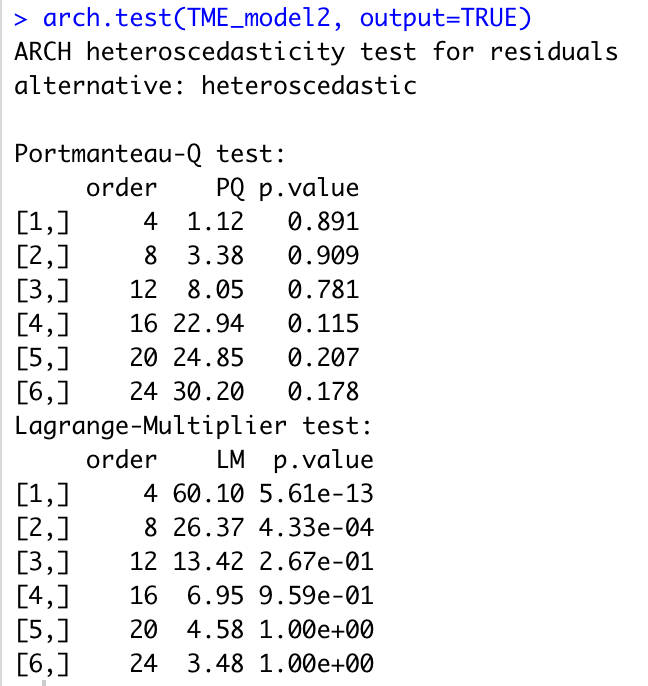 > arch.test(TME_model2, output=TRUE)
ARCH heteroscedasticity test for residuals
alternative: heteroscedastic

Portmanteau-Q test:
     order    PQ p.value
[1,]     4  1.12   0.891
[2,]     8  3.38   0.909
[3,]    12  8.05   0.781
[4,]    16 22.94   0.115
[5,]    20 24.85   0.207
[6,]    24 30.20   0.178
Lagrange-Multiplier test:
     order    LM  p.value
[1,]     4 60.10 5.61e-13
[2,]     8 26.37 4.33e-04
[3,]    12 13.42 2.67e-01
[4,]    16  6.95 9.59e-01
[5,]    20  4.58 1.00e+00
[6,]    24  3.48 1.00e+00